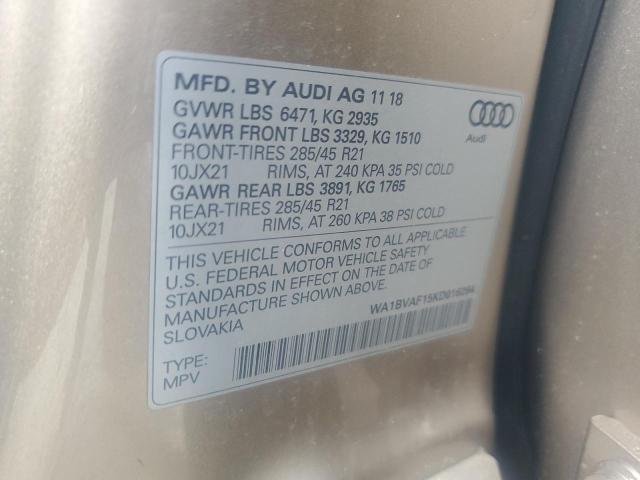 MFD. BY AUDI AG 11 18
GVWR LBS 6471, KG 2935
GAWR FRONT LBS 3329, KG 1510
FRONT-TIRES 285/45 R21
10JX21 RIMS, AT 240 KPA 35 PSI COLD
GAWR REAR LBS 3891, KG 1765
REAR-TIRES 285/45 R21
10JX21 RIMS, AT 260 KPA 38 PSI COLD
Audi
THIS VEHICLE CONFORMS TO ALL APPLICABLE
U.S. FEDERAL MOTOR VEHICLE SAFETY
STANDARDS IN EFFECT ON THE DATE OF
MANUFACTURE SHOWN ABOVE.
SLOVAKIA
WA1BVAF15KD016294
TYPE:
MPV